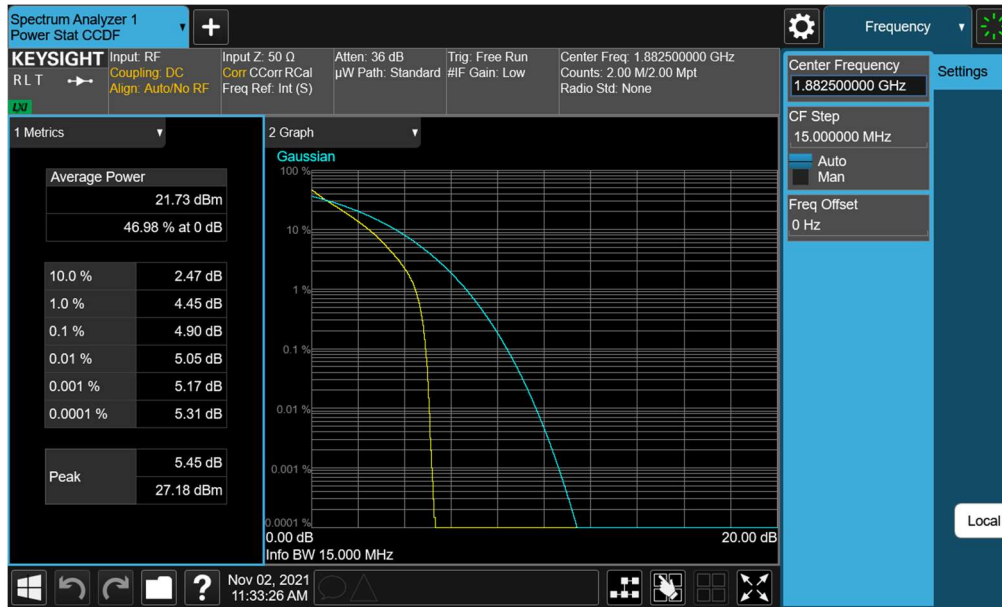 Spectrum Analyzer 1
Power Stat CCDF
+
Frequency
KEYSIGHT
R L T
LXI
Input: RF
Coupling: DC
Align: Auto/No RF
Input Z: 50 Ω
Corr CCorr RCal
Freq Ref: Int (S)
Atten: 36 dB
µW Path: Standard
Trig: Free Run
#IF Gain: Low
Center Freq: 1.882500000 GHz
Counts: 2.00 M/2.00 Mpt
Radio Std: None
Center Frequency
1.882500000 GHz
Settings
CF Step
15.000000 MHz
Auto
Man
Freq Offset
0 Hz
1 Metrics
Average Power
21.73 dBm
46.98 % at 0 dB
10.0 % 2.47 dB
1.0 % 4.45 dB
0.1 % 4.90 dB
0.01 % 5.05 dB
0.001 % 5.17 dB
0.0001 % 5.31 dB
Peak
5.45 dB
27.18 dBm
2 Graph
Gaussian
100 %
10 %
1 %
0.1 %
0.01 %
0.001 %
0.0001 %
0.00 dB 20.00 dB
Info BW 15.000 MHz
Local
?
Nov 02, 2021
11:33:26 AM